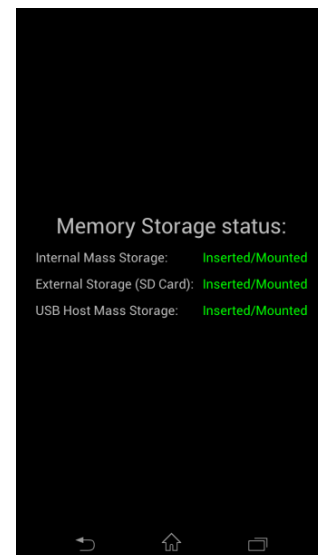 Memory Storage status:
Internal Mass Storage: Inserted/Mounted
External Storage (SD Card): Inserted/Mounted
USB Host Mass Storage: Inserted/Mounted